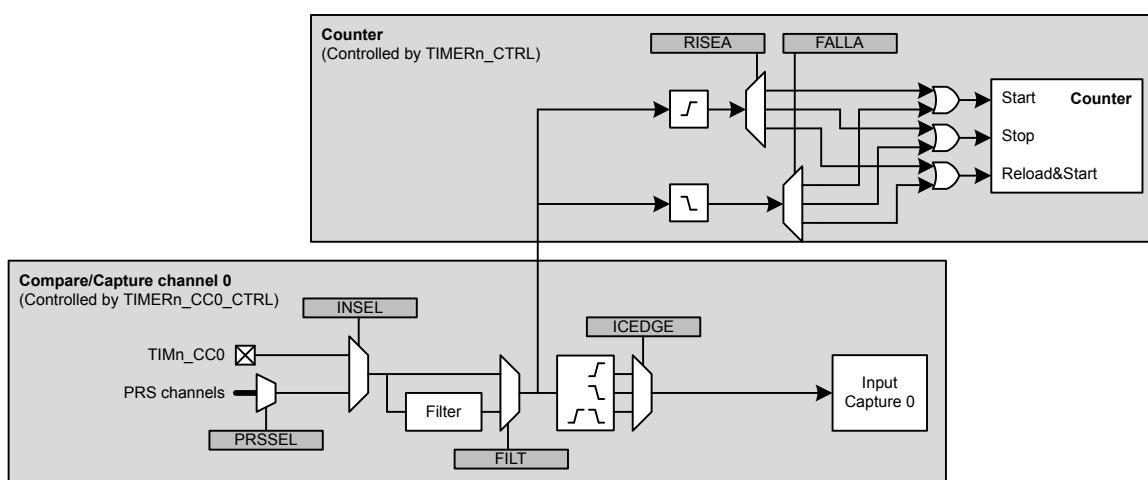 Counter
(Controlled by TIMERn_CTRL)
RISEA
FALLA
Start
Counter
Stop
Reload&Start
Compare/Capture channel 0
(Controlled by TIMERn_CC0_CTRL)
INSEL
ICEDGE
TIMn_CC0
PRS channels
Filter
Input
Capture 0
PRSSEL
FILT